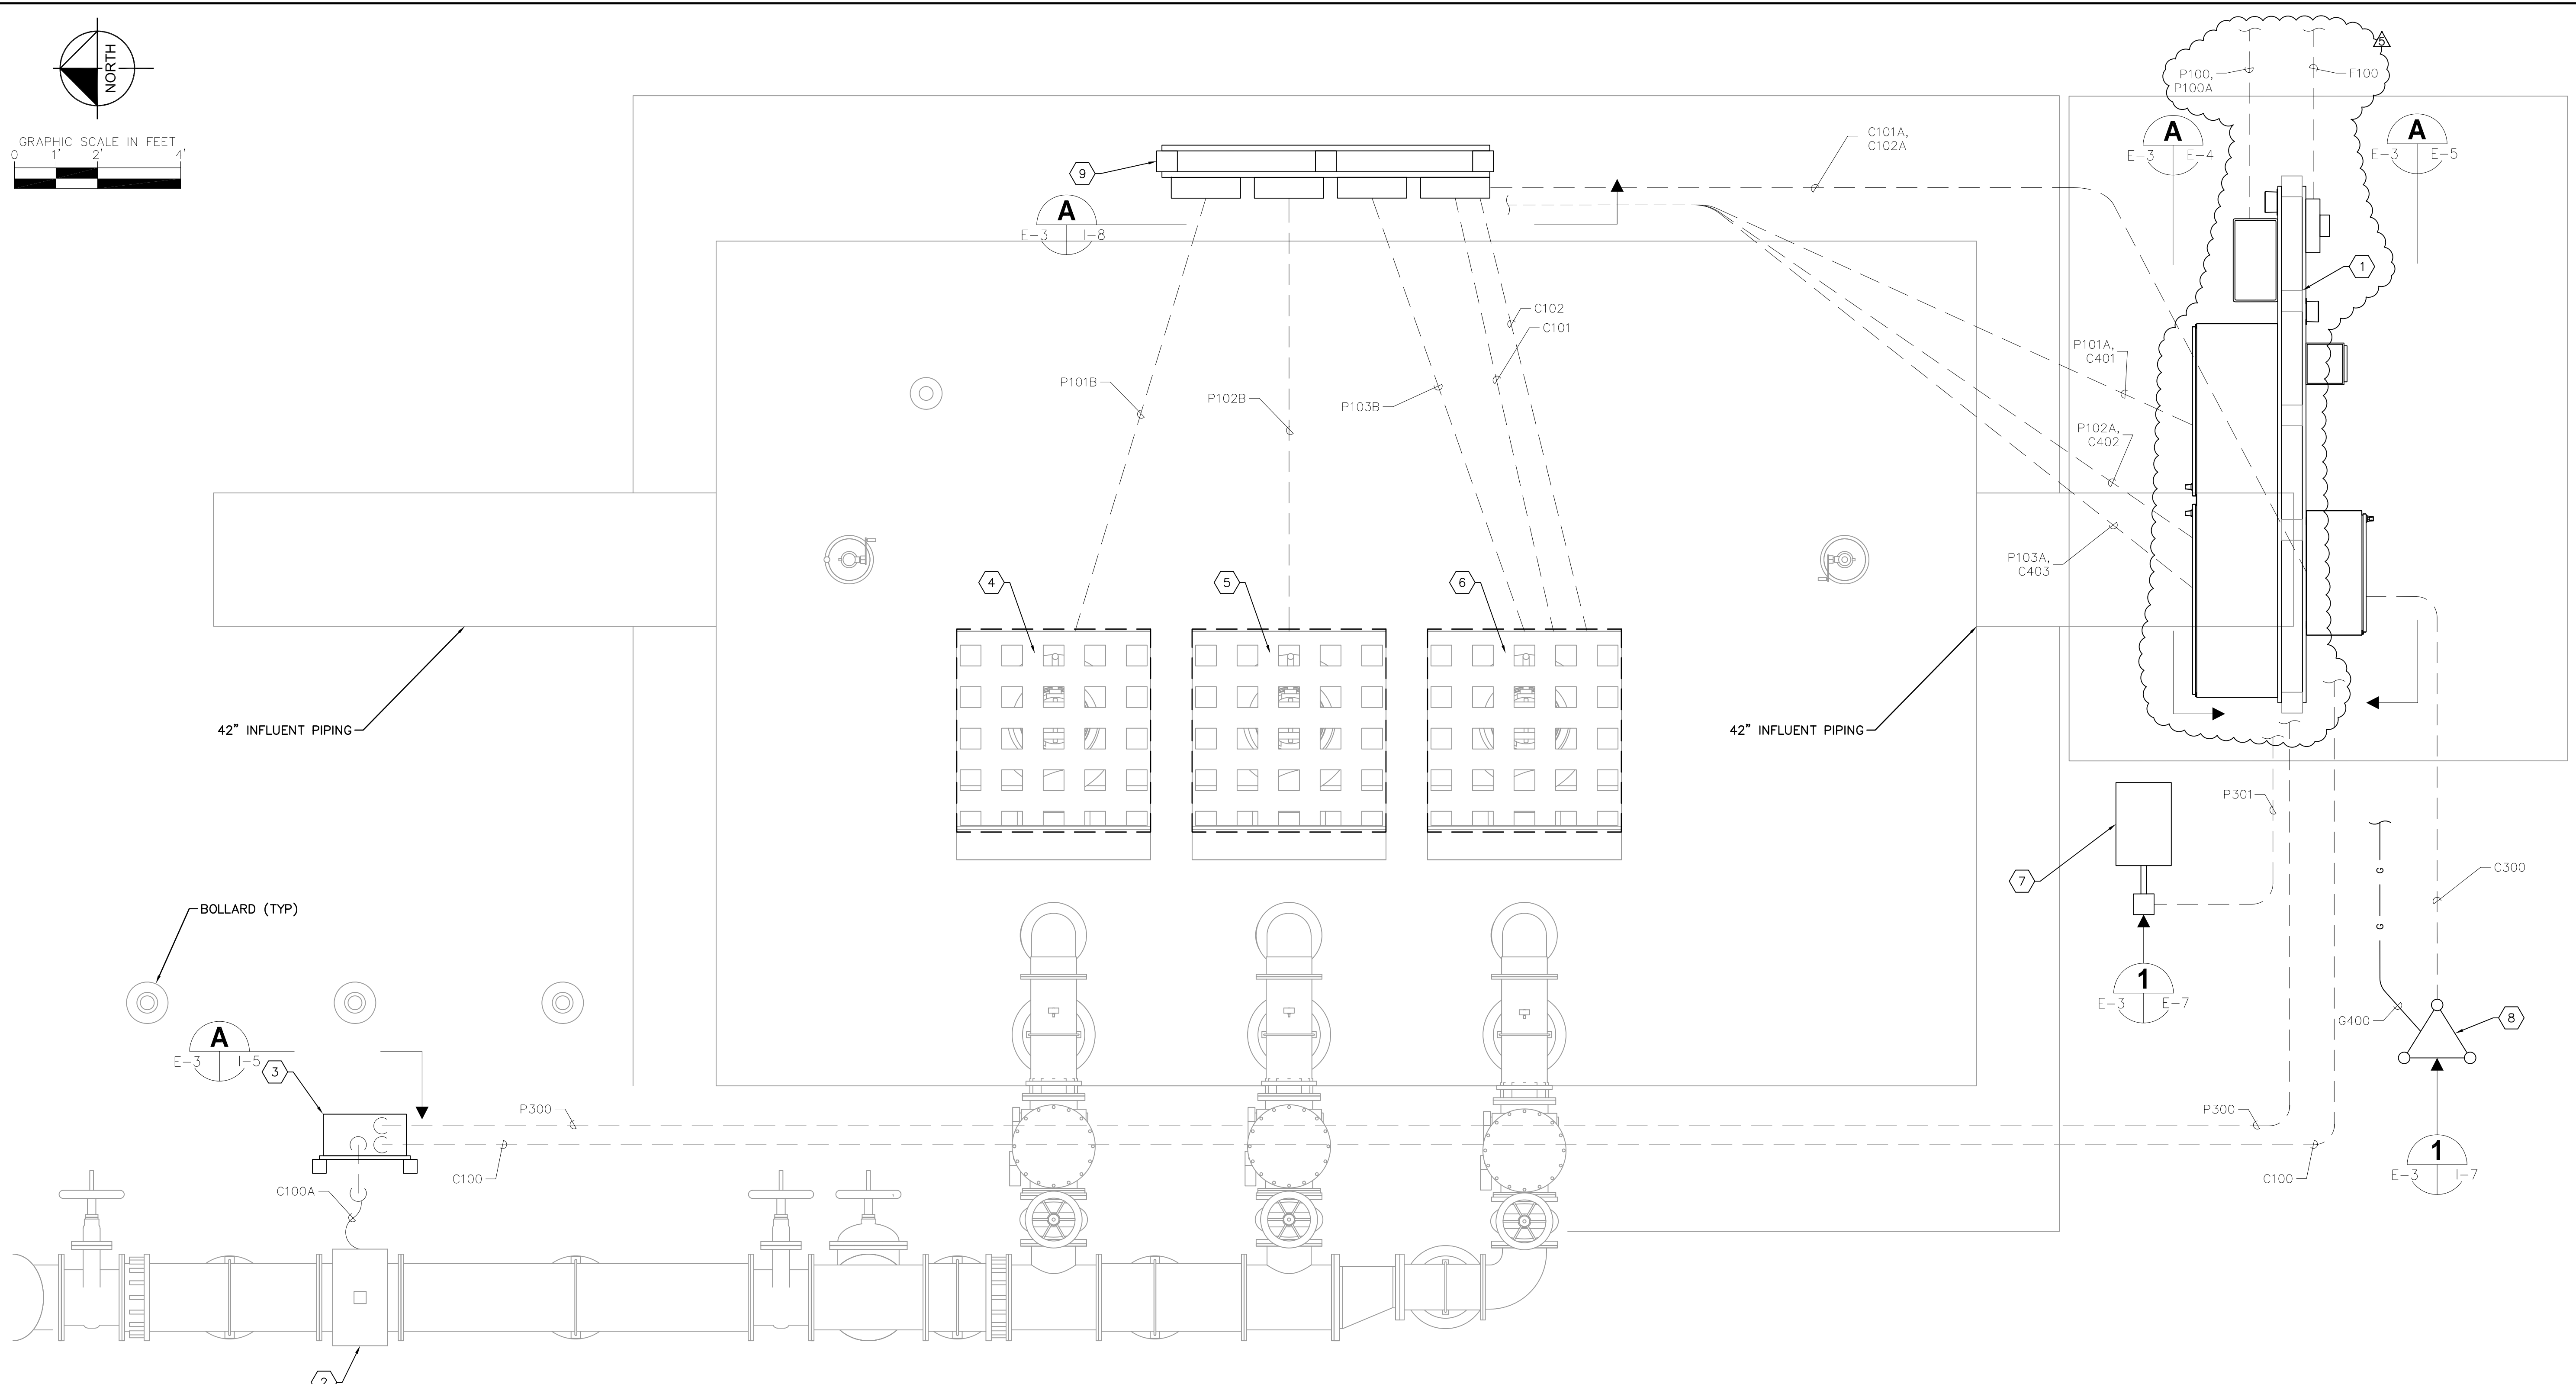 NORTH
GRAPHIC SCALE IN FEET
0 1' 2' 4'
5
P100,
P100A
F100
A
E-3 E-4
A
E-3 E-5
C101A,
C102A
9
A
E-3 I-8
1
C102
C101
P101A,
C401
P101B
P102B
P103B
P102A,
C402
P103A,
C403
4
5
6
42" INFLUENT PIPING
42" INFLUENT PIPING
P301
7
G
G
C300
BOLLARD (TYP)
1
E-3 E-7
G400
8
A
E-3 I-5
3
P300
P300
1
E-3 I-7
C100
C100
C100A
2